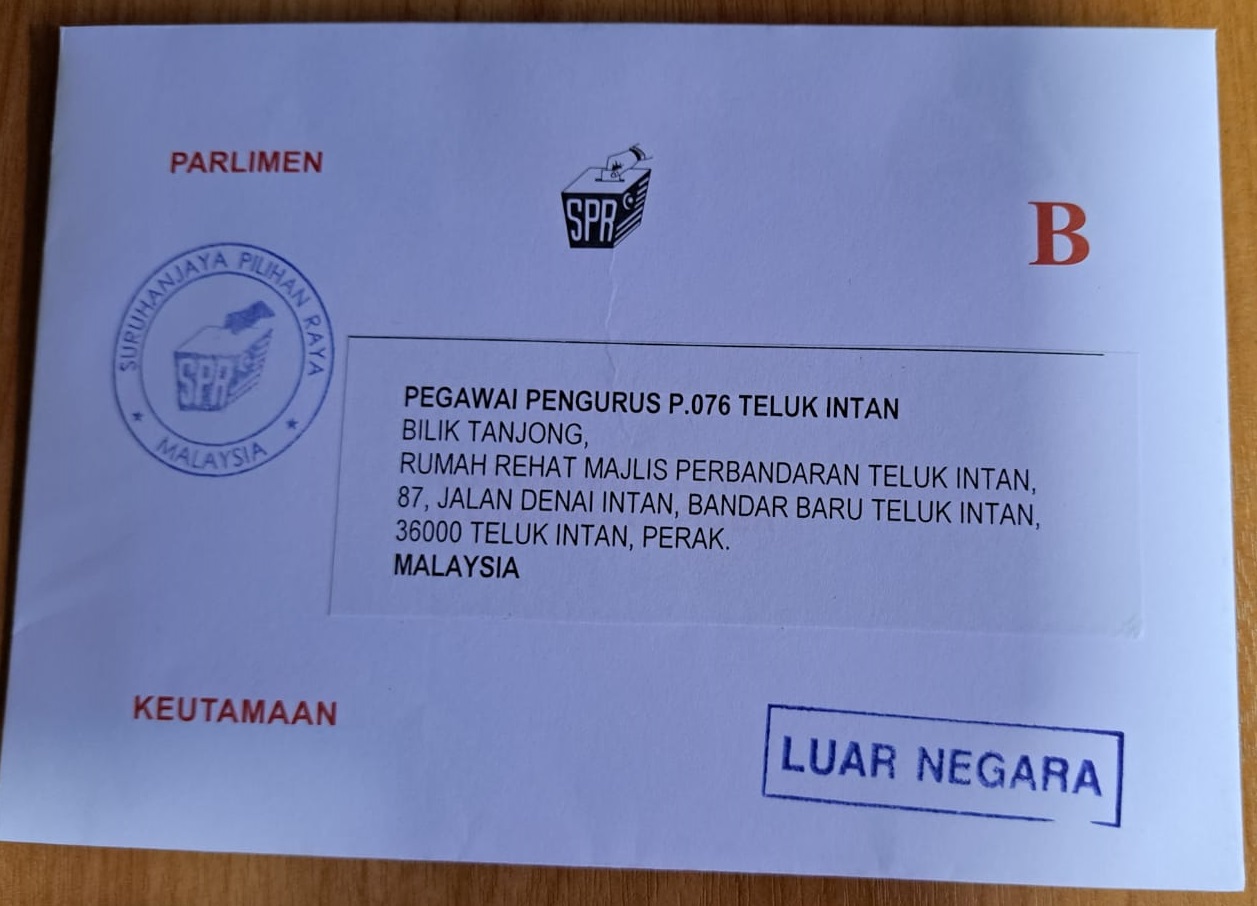 PARLIMEN
SPR
B
SURUHANJAYA PILIHAN RAYA
SPR
MALAYSIA
PEGAWAI PENGURUS P.076 TELUK INTAN
BILIK TANJONG,
RUMAH REHAT MAJLIS PERBANDARAN TELUK INTAN,
87, JALAN DENAI INTAN, BANDAR BARU TELUK INTAN,
36000 TELUK INTAN, PERAK.
MALAYSIA
KEUTAMAAN
LUAR NEGARA